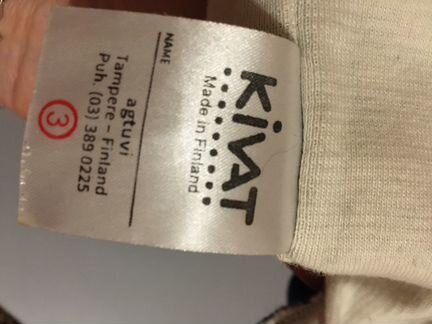 KiVAT
Made in Finland
NAME
agtuvi
Tampere – Finland
Puh. (03) 389 0225
3